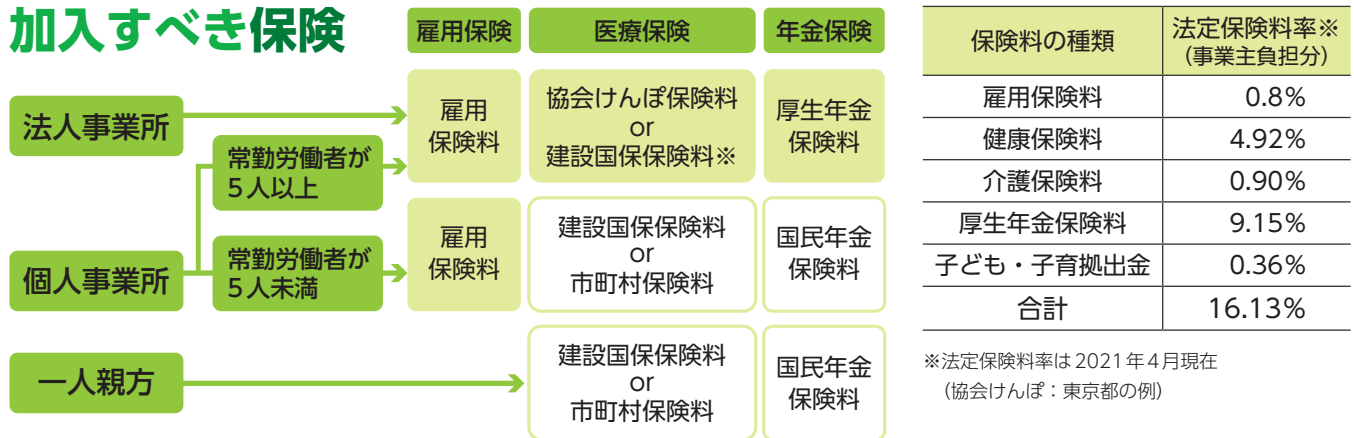 加入すべき保険
雇用保険
医療保険
年金保険
法人事業所
雇用
保険料
協会けんぽ保険料
or
建設国保保険料※
厚生年金
保険料
個人事業所
常勤労働者が
5人以上
常勤労働者が
5人未満
雇用
保険料
建設国保保険料
or
市町村保険料
国民年金
保険料
一人親方
建設国保保険料
or
市町村保険料
国民年金
保険料
保険料の種類
法定保険料率※
(事業主負担分)
雇用保険料 0.8%
健康保険料 4.92%
介護保険料 0.90%
厚生年金保険料 9.15%
子ども・子育拠出金 0.36%
合計 16.13%
※法定保険料率は2021年4月現在
(協会けんぽ：東京都の例)